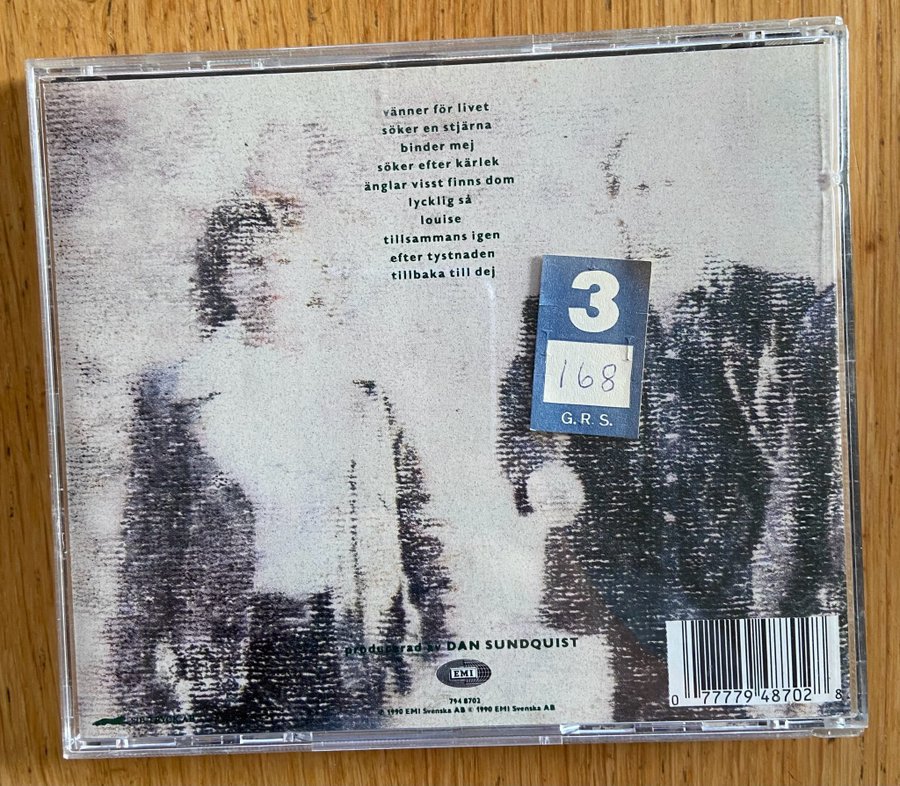 vänner för livet
söker en stjärna
binder mej
söker efter kärlek
änglar visst finns dom
lycklig så
louise
tillsammans igen
efter tystnaden
tillbaka till dej
3
168
G.R.S.
producerad av DAN SUNDQUIST
EMI
794 8702
℗ 1990 EMI Svenska AB © 1990 EMI Svenska AB
0 77779 48702 8